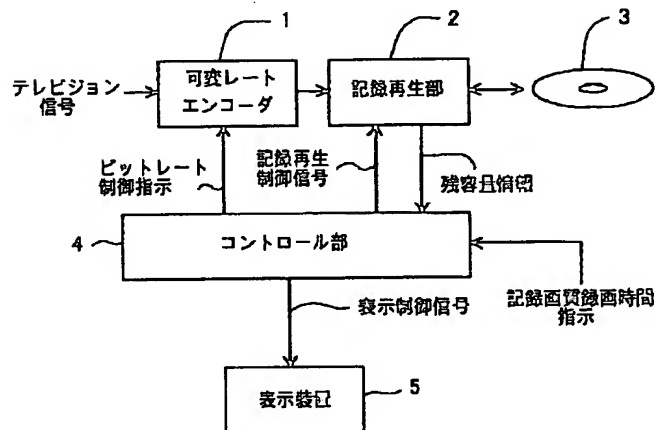 1
2
3
テレビジョン
信号
可変レート
エンコーダ
記録再生部
ビットレート
制御指示
記録再生
制御信号
残容量情報
4
コントロール部
記録画質録画時間
指示
表示制御信号
表示装置
5